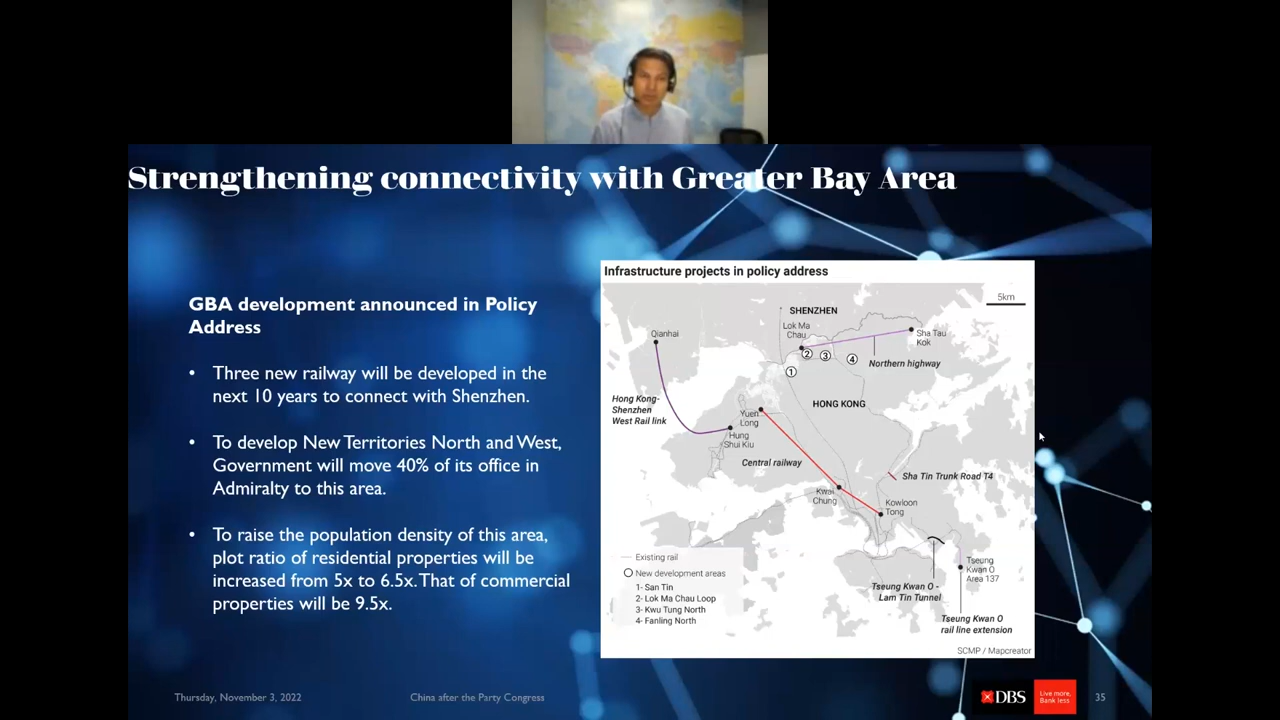 Strengthening connectivity with Greater Bay Area
GBA development announced in Policy
Address
• Three new railway will be developed in the
next 10 years to connect with Shenzhen.
• To develop New Territories North and West,
Government will move 40% of its office in
Admiralty to this area.
• To raise the population density of this area,
plot ratio of residential properties will be
increased from 5x to 6.5x. That of commercial
properties will be 9.5x.
Infrastructure projects in policy address
5km
SHENZHEN
Lok Ma
Chau
Qianhai
Sha Tau
Kok
2
3
4
1
Northern highway
Hong Kong-
Shenzhen
West Rail link
HONG KONG
Yuen
Long
Hung
Shui Kiu
Central railway
Sha Tin Trunk Road T4
Kwai
Chung
Kowloon
Tong
Existing rail
New development areas
1- San Tin
2- Lok Ma Chau Loop
3- Kwu Tung North
4- Fanling North
Tseung
Kwan O
Area 137
Tseung Kwan O -
Lam Tin Tunnel
Tseung Kwan O
rail line extension
SCMP / Mapcreator
Thursday, November 3, 2022
China after the Party Congress
DBS
Live more,
Bank less
35